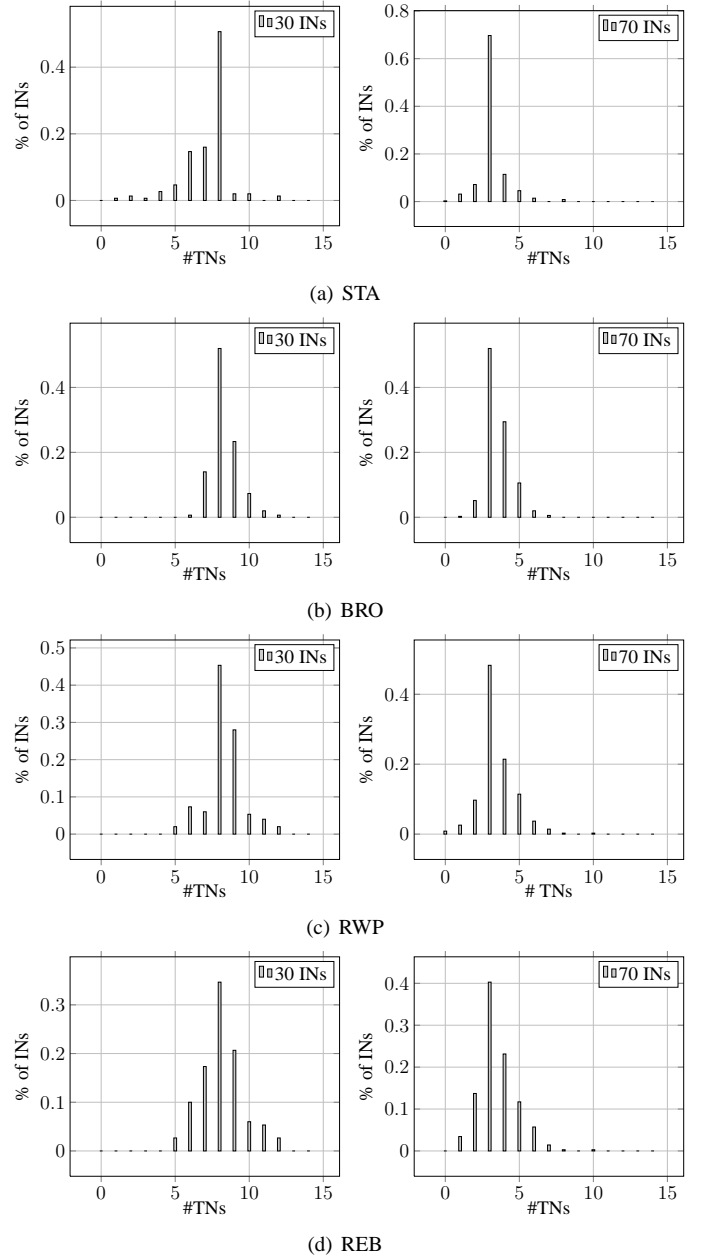 30 INs
% of INs
0.4
0.2
0
0 5 10 15
#TNs
70 INs
% of INs
0.8
0.6
0.4
0.2
0
0 5 10 15
#TNs
(a) STA
30 INs
% of INs
0.4
0.2
0
0 5 10 15
#TNs
70 INs
% of INs
0.4
0.2
0
0 5 10 15
#TNs
(b) BRO
30 INs
% of INs
0.5
0.4
0.3
0.2
0.1
0
0 5 10 15
#TNs
70 INs
% of INs
0.4
0.2
0
0 5 10 15
# TNs
(c) RWP
30 INs
% of INs
0.3
0.2
0.1
0
0 5 10 15
#TNs
70 INs
% of INs
0.4
0.3
0.2
0.1
0
0 5 10 15
#TNs
(d) REB